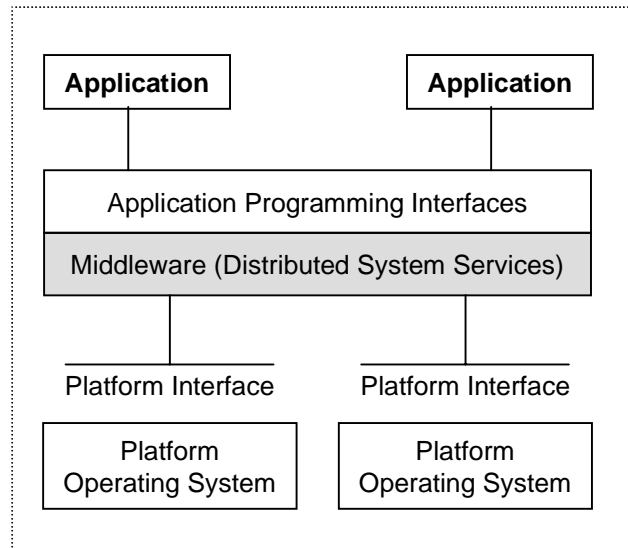 Application Application
Application Programming Interfaces
Middleware (Distributed System Services)
Platform Interface Platform Interface
Platform Platform
Operating System Operating System